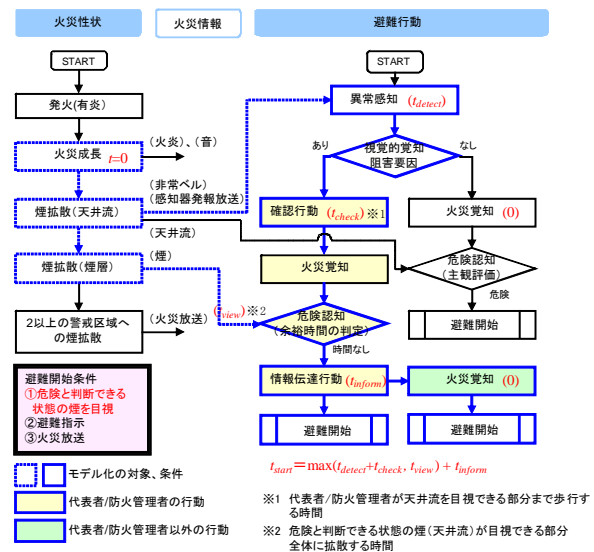 火災性状
火災情報
避難行動
START
発火(有炎)
火災成長 t=0
煙拡散(天井流)
煙拡散(煙層)
2以上の警戒区域へ
の煙拡散
(火炎)、(音)
(非常ベル)
(感知器発報放送)
(天井流)
(煙)
(火災放送)
START
異常感知 (tdetect)
視覚的覚知
阻害要因
あり
なし
確認行動 (tcheck) ※1
火災覚知 (0)
火災覚知
危険認知
(主観評価)
危険
避難開始
(tview)※2
危険認知
(余裕時間の判定)
時間なし
情報伝達行動 (tinform)
火災覚知 (0)
避難開始
避難開始
避難開始条件
①危険と判断できる
状態の煙を目視
②避難指示
③火災放送
モデル化の対象、条件
代表者/防火管理者の行動
代表者/防火管理者以外の行動
tstart=max(tdetect+tcheck, tview) + tinform
※1 代表者/防火管理者が天井流を目視できる部分まで歩行す
る時間
※2 危険と判断できる状態の煙(天井流)が目視できる部分
全体に拡散する時間